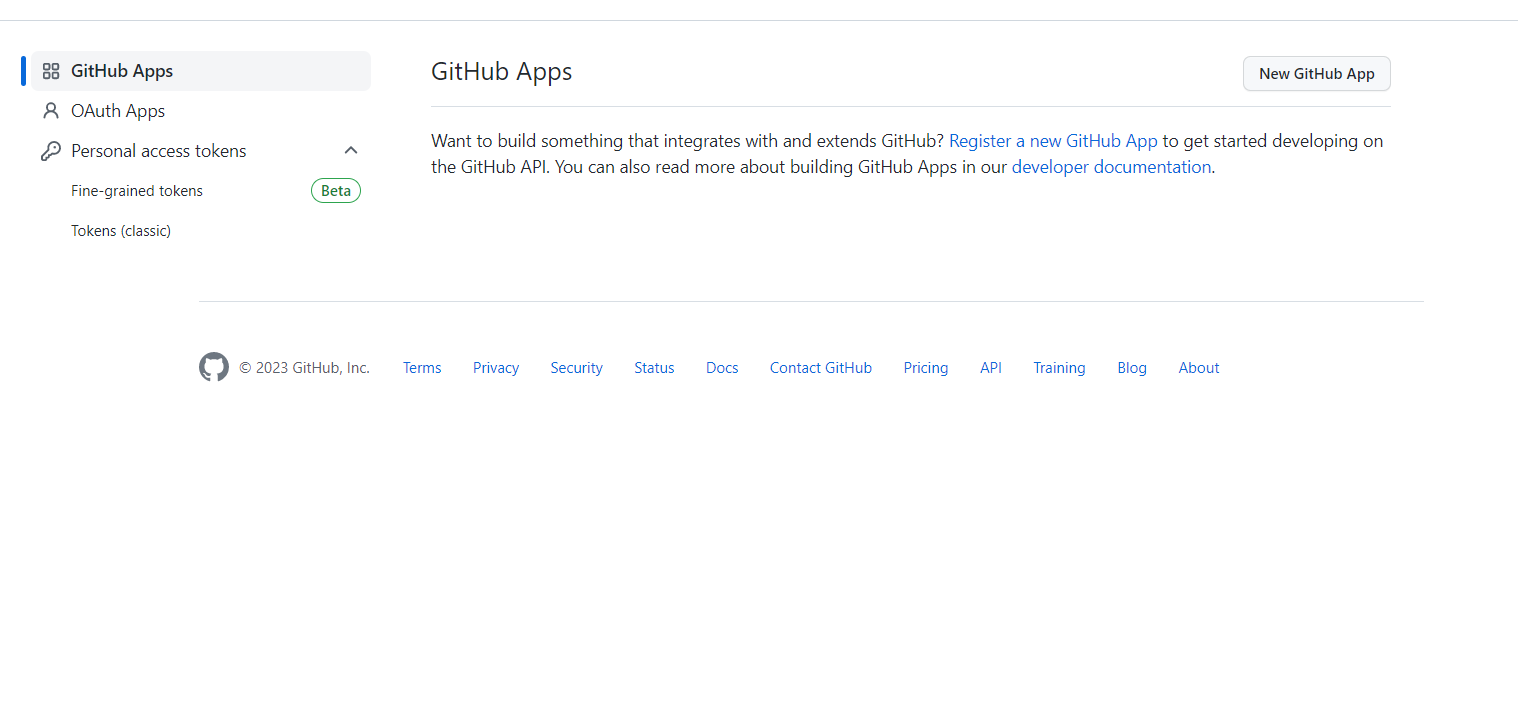 GitHub Apps
OAuth Apps
Personal access tokens
Fine-grained tokens Beta
Tokens (classic)
GitHub Apps New GitHub App
Want to build something that integrates with and extends GitHub? Register a new GitHub App to get started developing on
the GitHub API. You can also read more about building GitHub Apps in our developer documentation.
© 2023 GitHub, Inc. Terms Privacy Security Status Docs Contact GitHub Pricing API Training Blog About